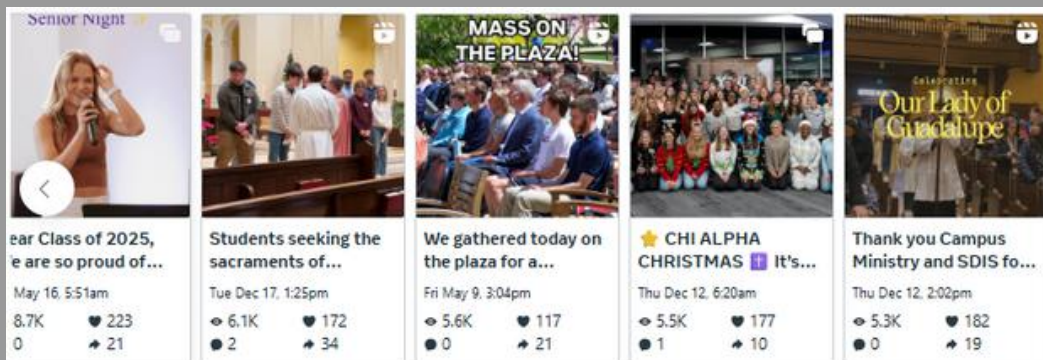 Senior Night
ear Class of 2025,
e are so proud of...
May 16, 5:51am
8.7K 223
0 21
Students seeking the
sacraments of...
Tue Dec 17, 1:25pm
6.1K 172
2 34
MASS ON
THE PLAZA!
We gathered today on
the plaza for a...
Fri May 9, 3:04pm
5.6K 117
0 21
⭐ CHI ALPHA
CHRISTMAS ✝️ It's...
Thu Dec 12, 6:20am
5.5K 177
1 10
Celebrating
Our Lady of
Guadalupe
Thank you Campus
Ministry and SDIS fo...
Thu Dec 12, 2:02pm
5.3K 182
0 19